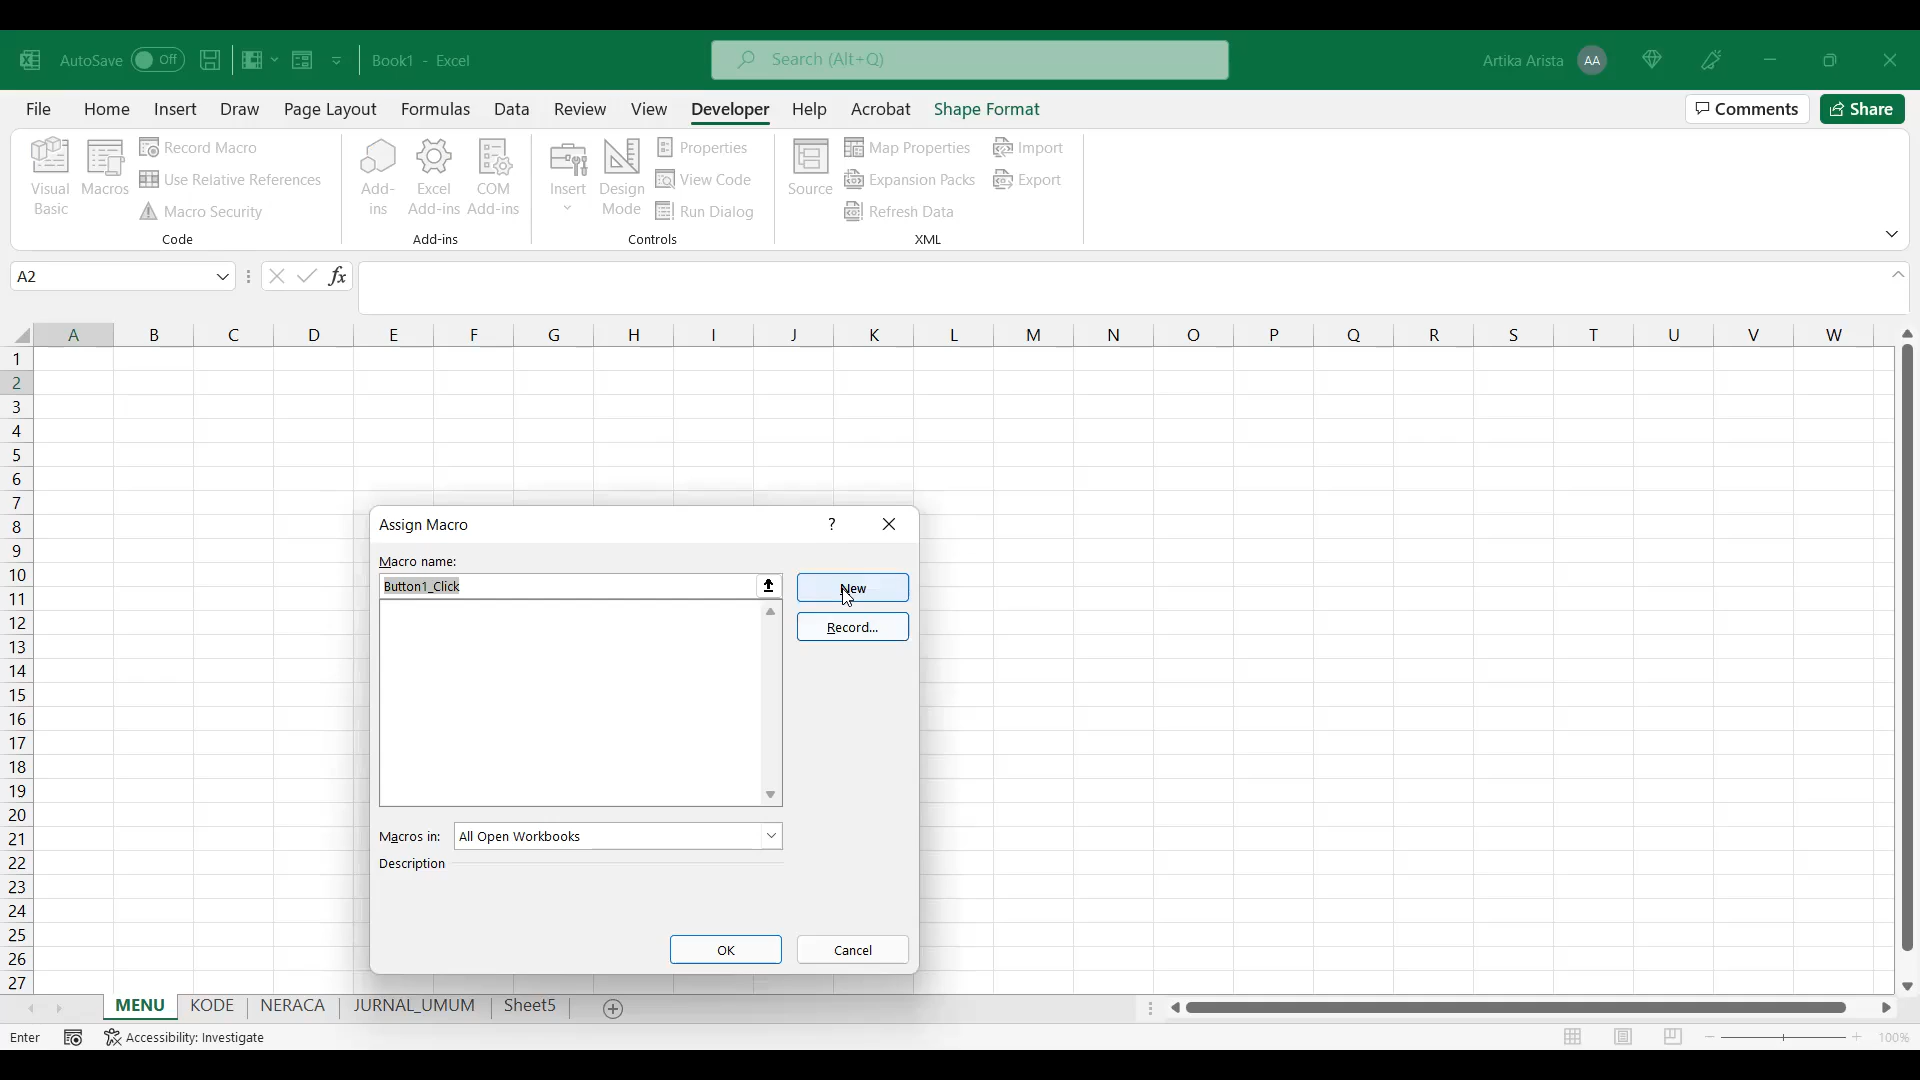 AutoSave Off Book1 - Excel Search (Alt+Q) Artika Arista AA
File Home Insert Draw Page Layout Formulas Data Review View Developer Help Acrobat Shape Format Comments Share
Visual Basic
Macros
Record Macro
Use Relative References
Macro Security
Code
Add-ins
Excel Add-ins
COM Add-ins
Add-ins
Insert
Design Mode
Properties
View Code
Run Dialog
Controls
Source
Map Properties
Expansion Packs
Refresh Data
Import
Export
XML
A2 fx
A B C D E F G H I J K L M N O P Q R S T U V W
1
2
3
4
5
6
7
8
9
10
11
12
13
14
15
16
17
18
19
20
21
22
23
24
25
26
27
Assign Macro ?
Macro name:
Button1_Click
New
Record...
Macros in: All Open Workbooks
Description
OK Cancel
MENU KODE NERACA JURNAL_UMUM Sheet5
Enter Accessibility: Investigate 100%